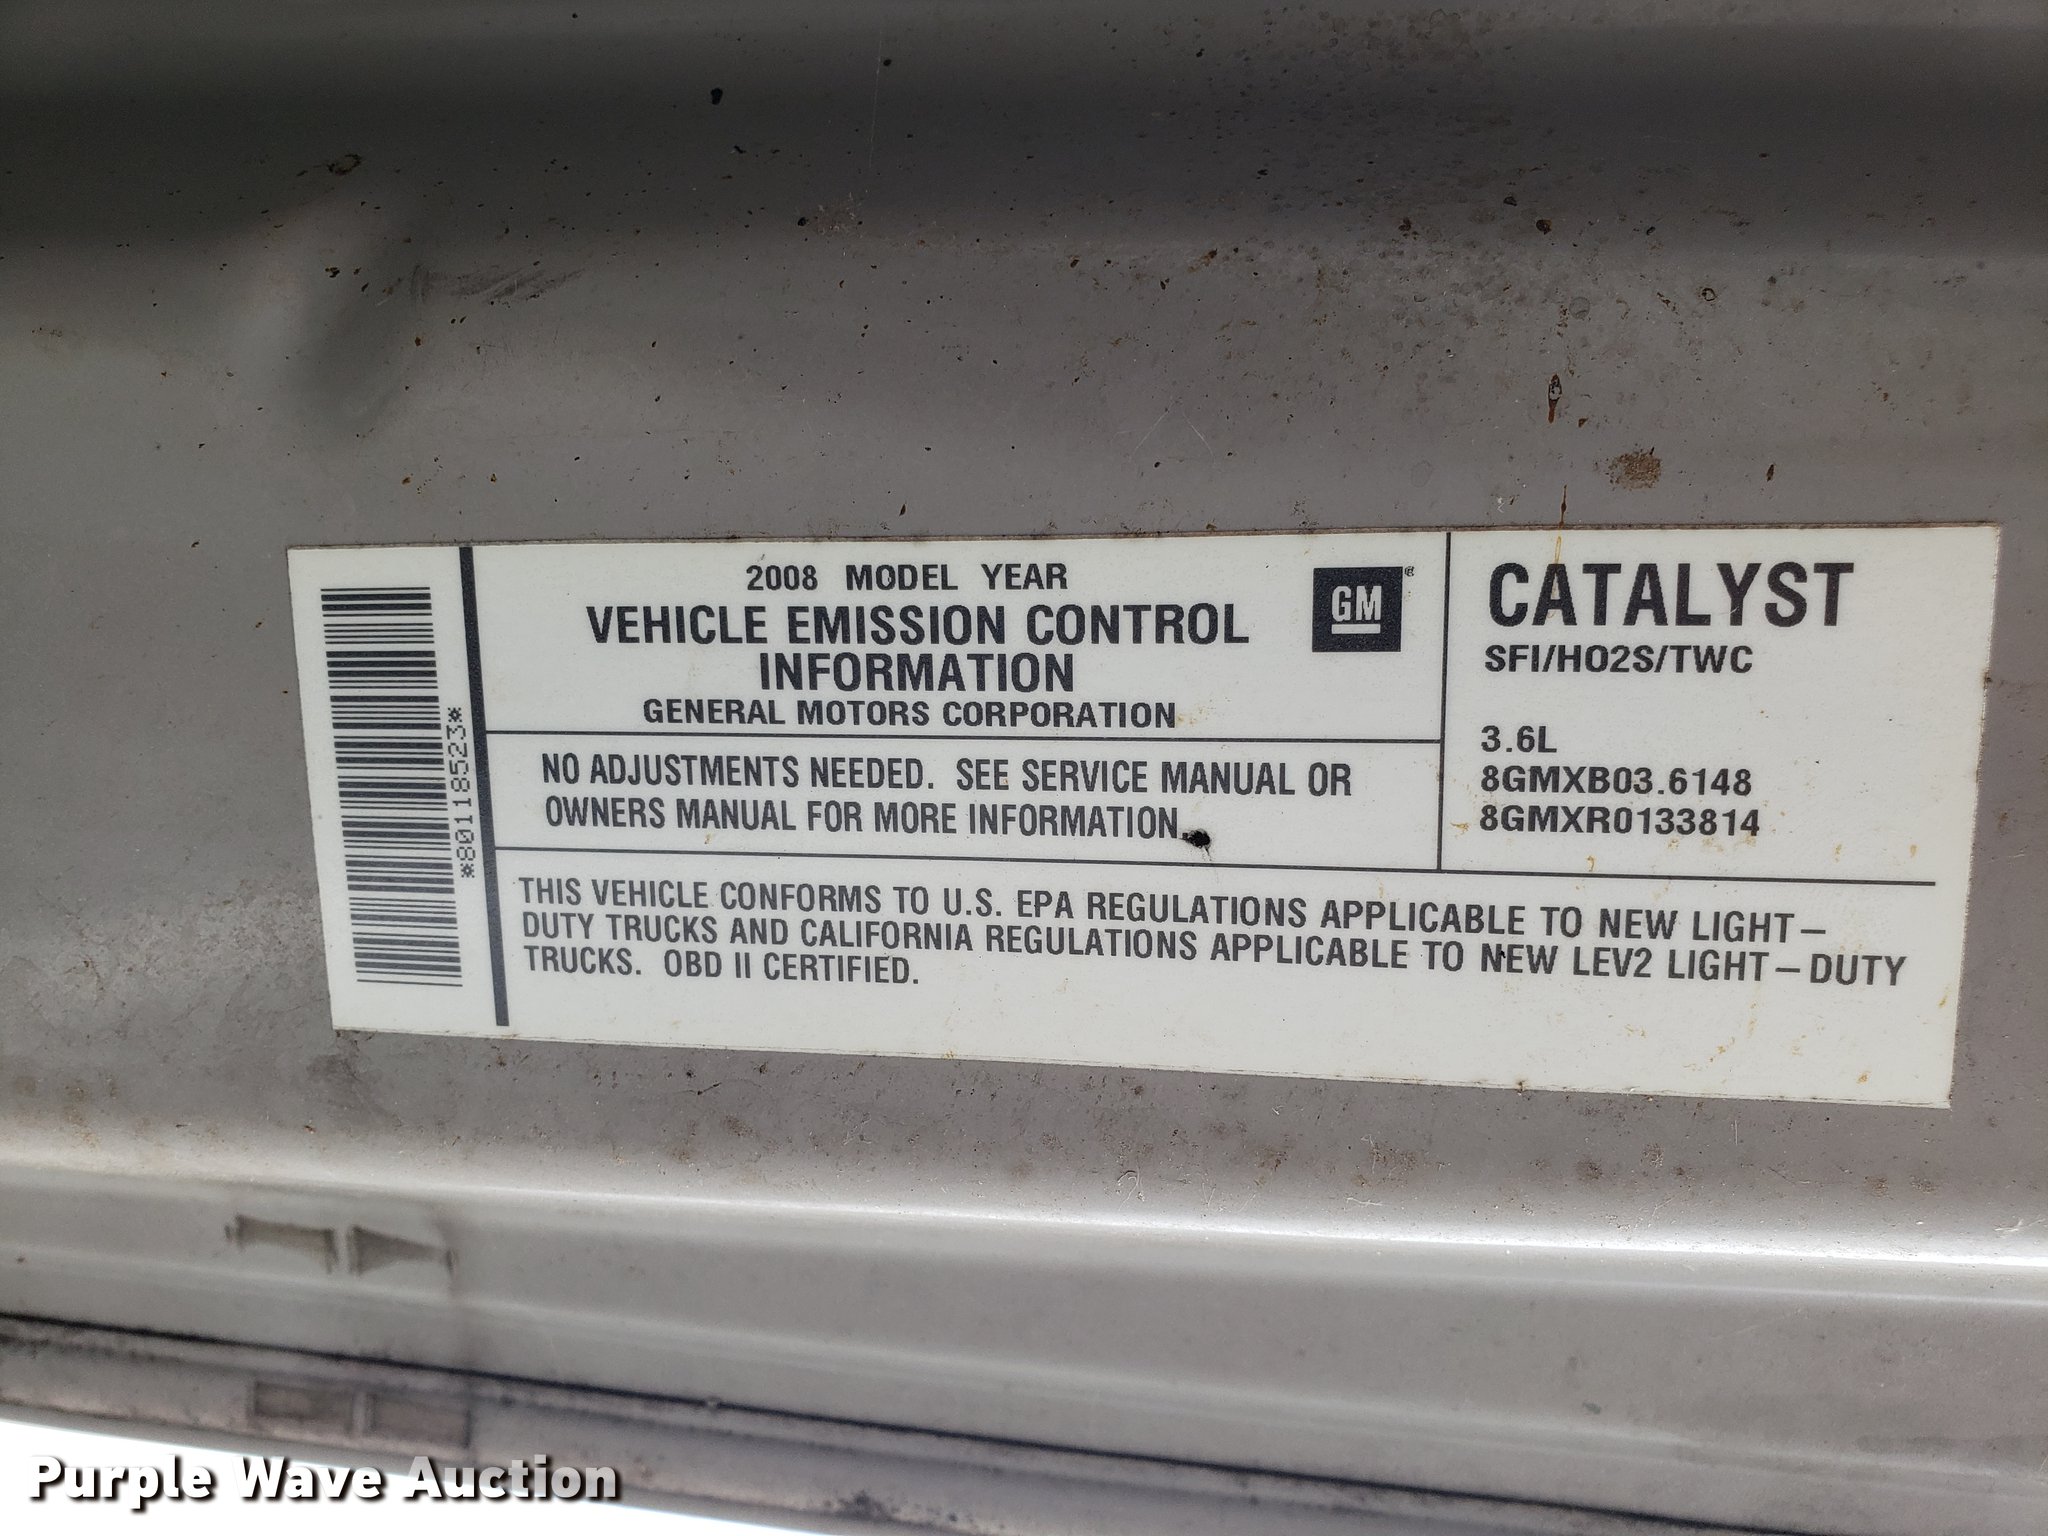 *801185523*
2008 MODEL YEAR
VEHICLE EMISSION CONTROL
INFORMATION
GENERAL MOTORS CORPORATION
GM
NO ADJUSTMENTS NEEDED. SEE SERVICE MANUAL OR
OWNERS MANUAL FOR MORE INFORMATION.
CATALYST
SFI/HO2S/TWC
3.6L
8GMXB03.6148
8GMXR0133814
THIS VEHICLE CONFORMS TO U.S. EPA REGULATIONS APPLICABLE TO NEW LIGHT-
DUTY TRUCKS AND CALIFORNIA REGULATIONS APPLICABLE TO NEW LEV2 LIGHT-DUTY
TRUCKS. OBD II CERTIFIED.
Purple Wave Auction